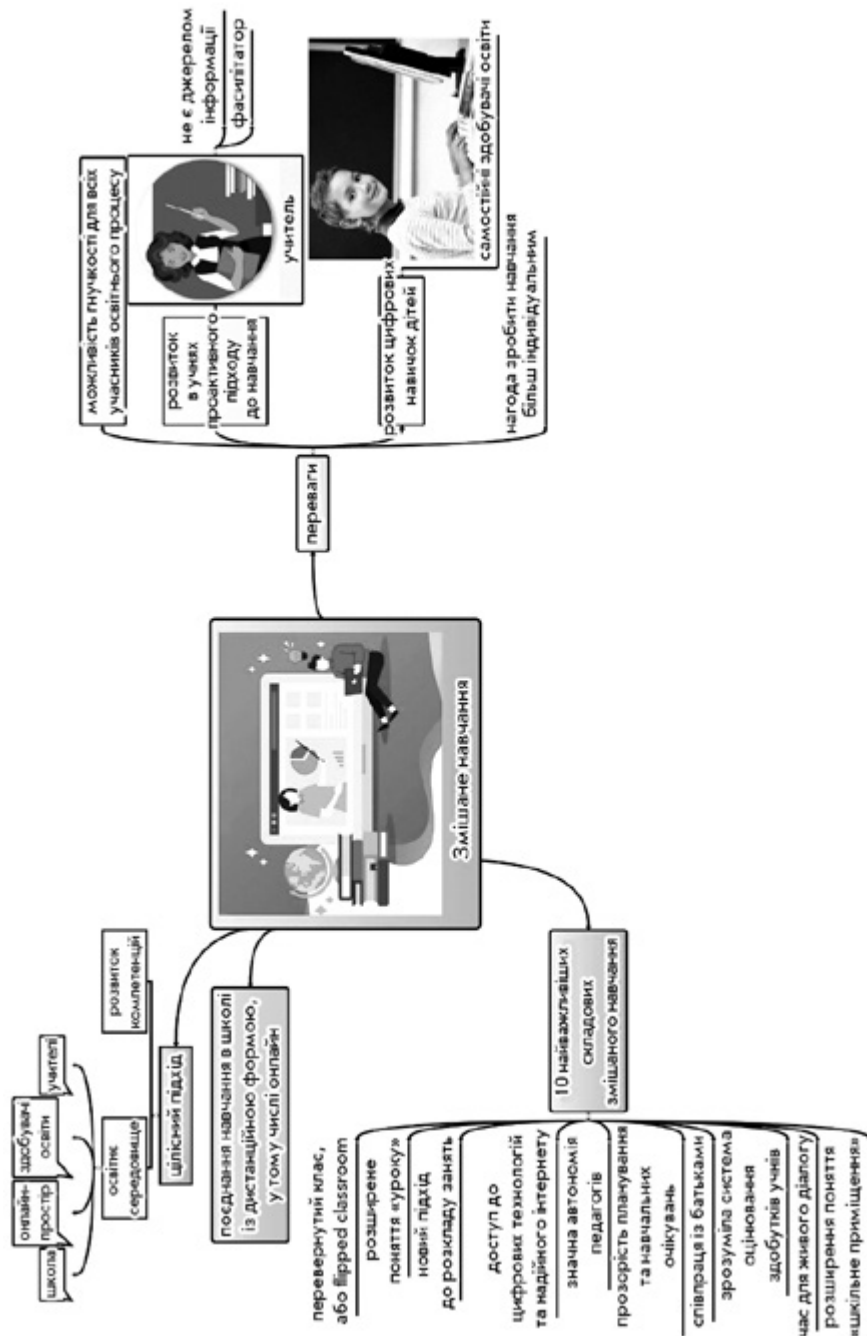 Змішане навчання
цілісний підхід
освітнє
середовище
школа
онлайн-
простір
здобувачі
освіти
учителі
розвиток
компетенцій
поєднання навчання в школі
із дистанційною формою,
у тому числі онлайн
10 найважливіших
складових
змішаного навчання
перевернутий клас,
або flipped classroom
розширене
поняття «уроку»
новий підхід
до розкладу занять
доступ до
цифрових технологій
та надійного інтернету
значна автономія
педагогів
прозорість планування
та навчальних
очікувань
співпраця із батьками
зрозуміла система
оцінювання
здобутків учнів
час для живого діалогу
розширення поняття
«шкільне приміщення»
переваги
можливість гнучкості для всіх
учасників освітнього процесу
розвиток
в учнях
проактивного
підходу
до навчання
учитель
не є джерелом
інформації
фасилітатор
розвиток цифрових
навичок дітей
самостійні здобувачі освіти
нагода зробити навчання
більш індивідуальним